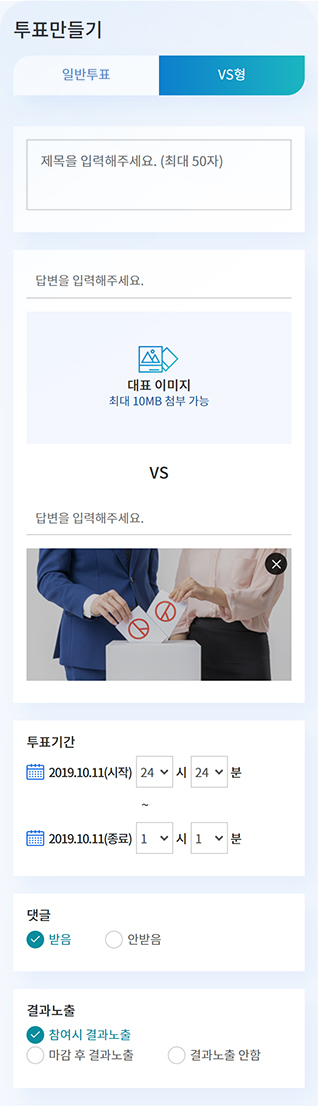 투표만들기
일반투표 VS형
제목을 입력해주세요. (최대 50자)
답변을 입력해주세요.
대표 이미지
최대 10MB 첨부 가능
VS
답변을 입력해주세요.
투표기간
2019.10.11(시작) 24 시 24 분
~
2019.10.11(종료) 1 시 1 분
댓글
받음 안받음
결과노출
참여시 결과노출
마감 후 결과노출 결과노출 안함